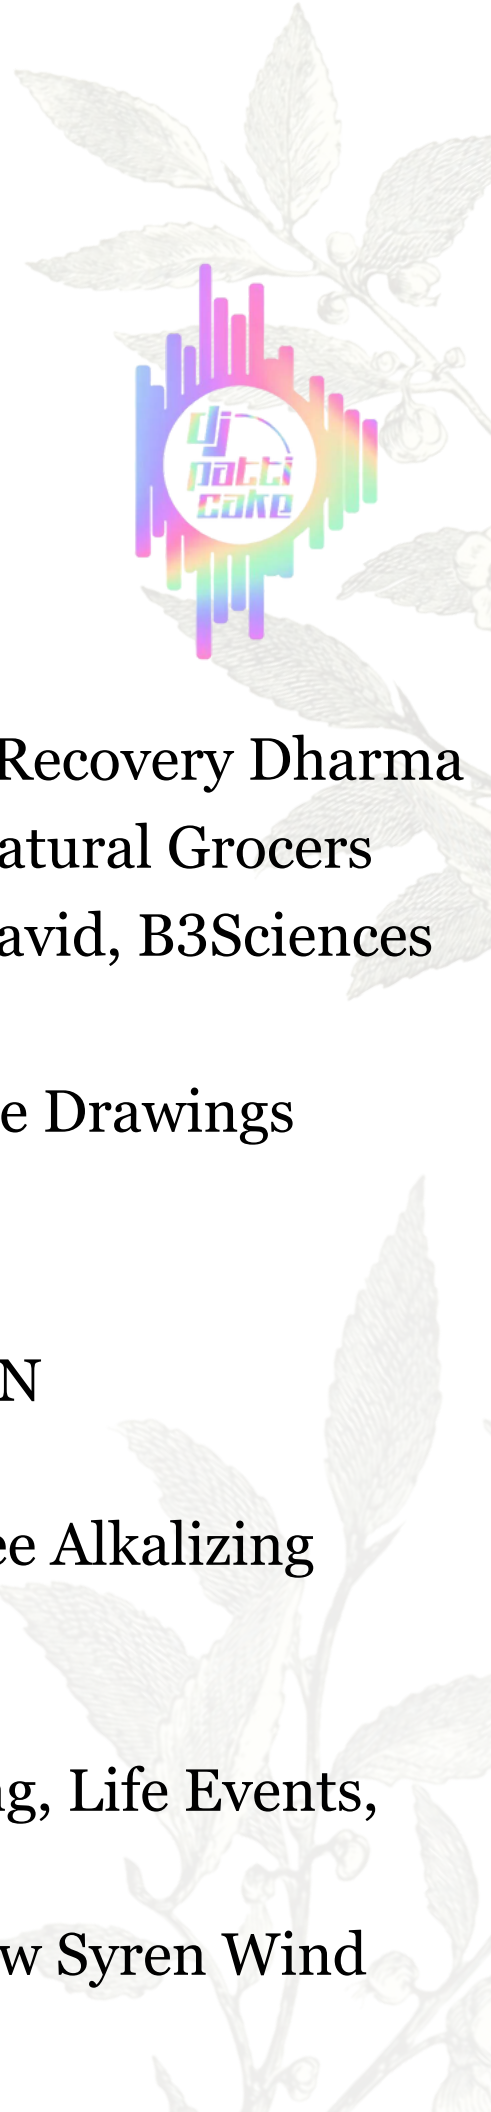 dj
patti
cake
Recovery Dharma
atural Grocers
avid, B3Sciences
e Drawings
N
ee Alkalizing
g, Life Events,
w Syren Wind